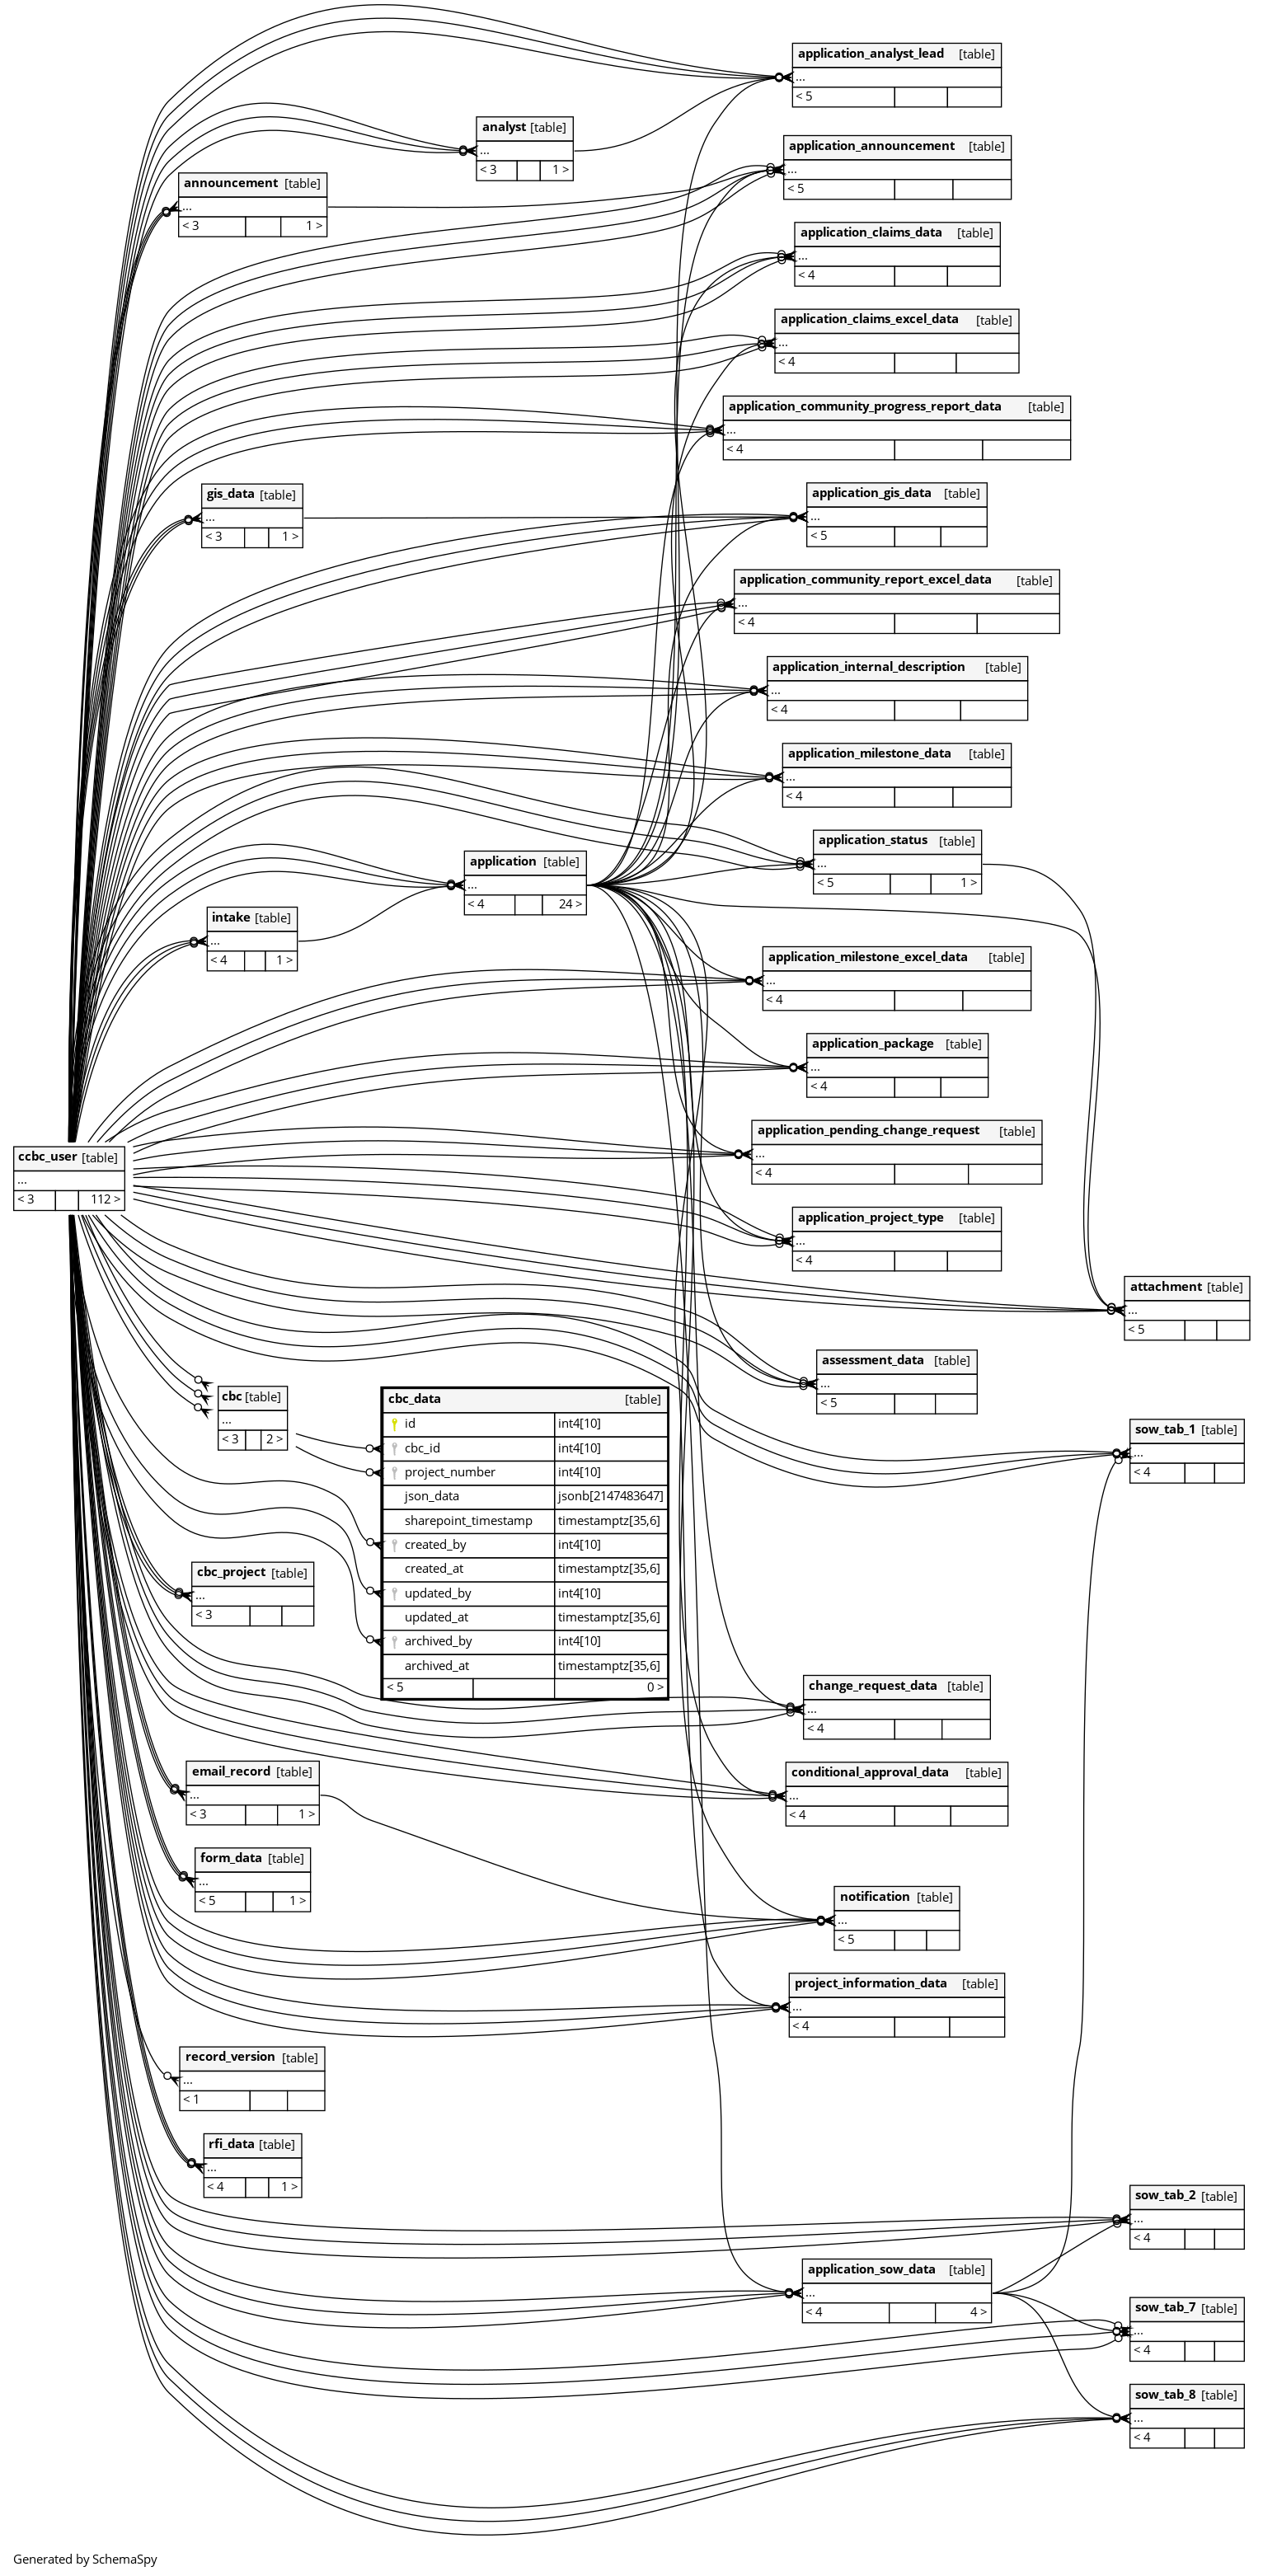 application_analyst_lead [table]
...
< 5
analyst [table]
...
< 3 1 >
application_announcement [table]
...
< 5
announcement [table]
...
< 3 1 >
application_claims_data [table]
...
< 4
application_claims_excel_data [table]
...
< 4
application_community_progress_report_data [table]
...
< 4
gis_data [table]
...
< 3 1 >
application_gis_data [table]
...
< 5
application_community_report_excel_data [table]
...
< 4
application_internal_description [table]
...
< 4
application_milestone_data [table]
...
< 4
application_status [table]
...
< 5 1 >
application [table]
...
< 4 24 >
intake [table]
...
< 4 1 >
application_milestone_excel_data [table]
...
< 4
application_package [table]
...
< 4
application_pending_change_request [table]
...
< 4
ccbc_user [table]
...
< 3 112 >
application_project_type [table]
...
< 4
attachment [table]
...
< 5
assessment_data [table]
...
< 5
cbc [table]
...
< 3 2 >
cbc_data [table]
id int4[10]
cbc_id int4[10]
project_number int4[10]
json_data jsonb[2147483647]
sharepoint_timestamp timestamptz[35,6]
created_by int4[10]
created_at timestamptz[35,6]
updated_by int4[10]
updated_at timestamptz[35,6]
archived_by int4[10]
archived_at timestamptz[35,6]
< 5 0 >
sow_tab_1 [table]
...
< 4
cbc_project [table]
...
< 3
change_request_data [table]
...
< 4
email_record [table]
...
< 3 1 >
conditional_approval_data [table]
...
< 4
form_data [table]
...
< 5 1 >
notification [table]
...
< 5
project_information_data [table]
...
< 4
record_version [table]
...
< 1
rfi_data [table]
...
< 4 1 >
sow_tab_2 [table]
...
< 4
application_sow_data [table]
...
< 4 4 >
sow_tab_7 [table]
...
< 4
sow_tab_8 [table]
...
< 4
Generated by SchemaSpy